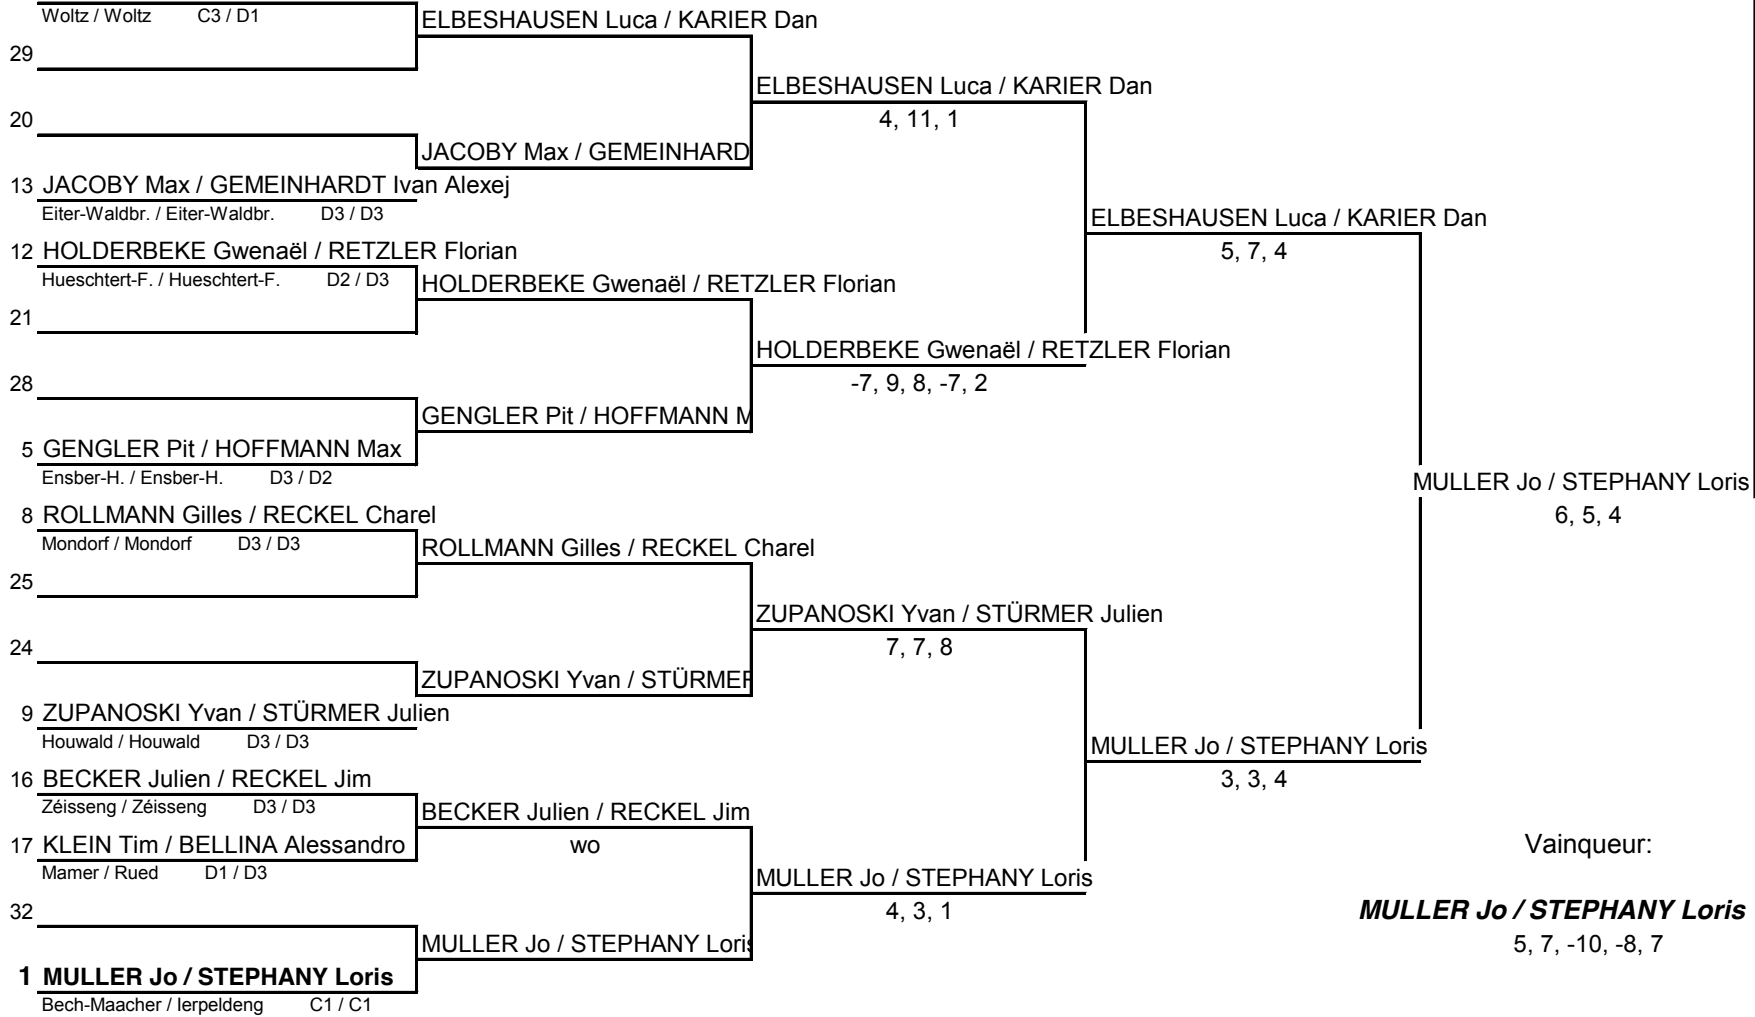 Woltz / Woltz C3 / D1
ELBESHAUSEN Luca / KARIER Dan
29
ELBESHAUSEN Luca / KARIER Dan
20
4, 11, 1
JACOBY Max / GEMEINHARD
13 JACOBY Max / GEMEINHARDT Ivan Alexej
Eiter-Waldbr. / Eiter-Waldbr. D3 / D3
ELBESHAUSEN Luca / KARIER Dan
12 HOLDERBEKE Gwenaël / RETZLER Florian
5, 7, 4
Hueschtert-F. / Hueschtert-F. D2 / D3
HOLDERBEKE Gwenaël / RETZLER Florian
21
HOLDERBEKE Gwenaël / RETZLER Florian
28
-7, 9, 8, -7, 2
GENGLER Pit / HOFFMANN M
5 GENGLER Pit / HOFFMANN Max
Ensber-H. / Ensber-H. D3 / D2
MULLER Jo / STEPHANY Loris
8 ROLLMANN Gilles / RECKEL Charel
6, 5, 4
Mondorf / Mondorf D3 / D3
ROLLMANN Gilles / RECKEL Charel
25
ZUPANOSKI Yvan / STÜRMER Julien
24
7, 7, 8
ZUPANOSKI Yvan / STÜRMER
9 ZUPANOSKI Yvan / STÜRMER Julien
Houwald / Houwald D3 / D3
MULLER Jo / STEPHANY Loris
16 BECKER Julien / RECKEL Jim
3, 3, 4
Zéisseng / Zéisseng D3 / D3
BECKER Julien / RECKEL Jim
17 KLEIN Tim / BELLINA Alessandro
wo
Vainqueur:
Mamer / Rued D1 / D3
MULLER Jo / STEPHANY Loris
32
4, 3, 1
MULLER Jo / STEPHANY Loris
5, 7, -10, -8, 7
MULLER Jo / STEPHANY Loris
1 MULLER Jo / STEPHANY Loris
Bech-Maacher / Ierpeldeng C1 / C1